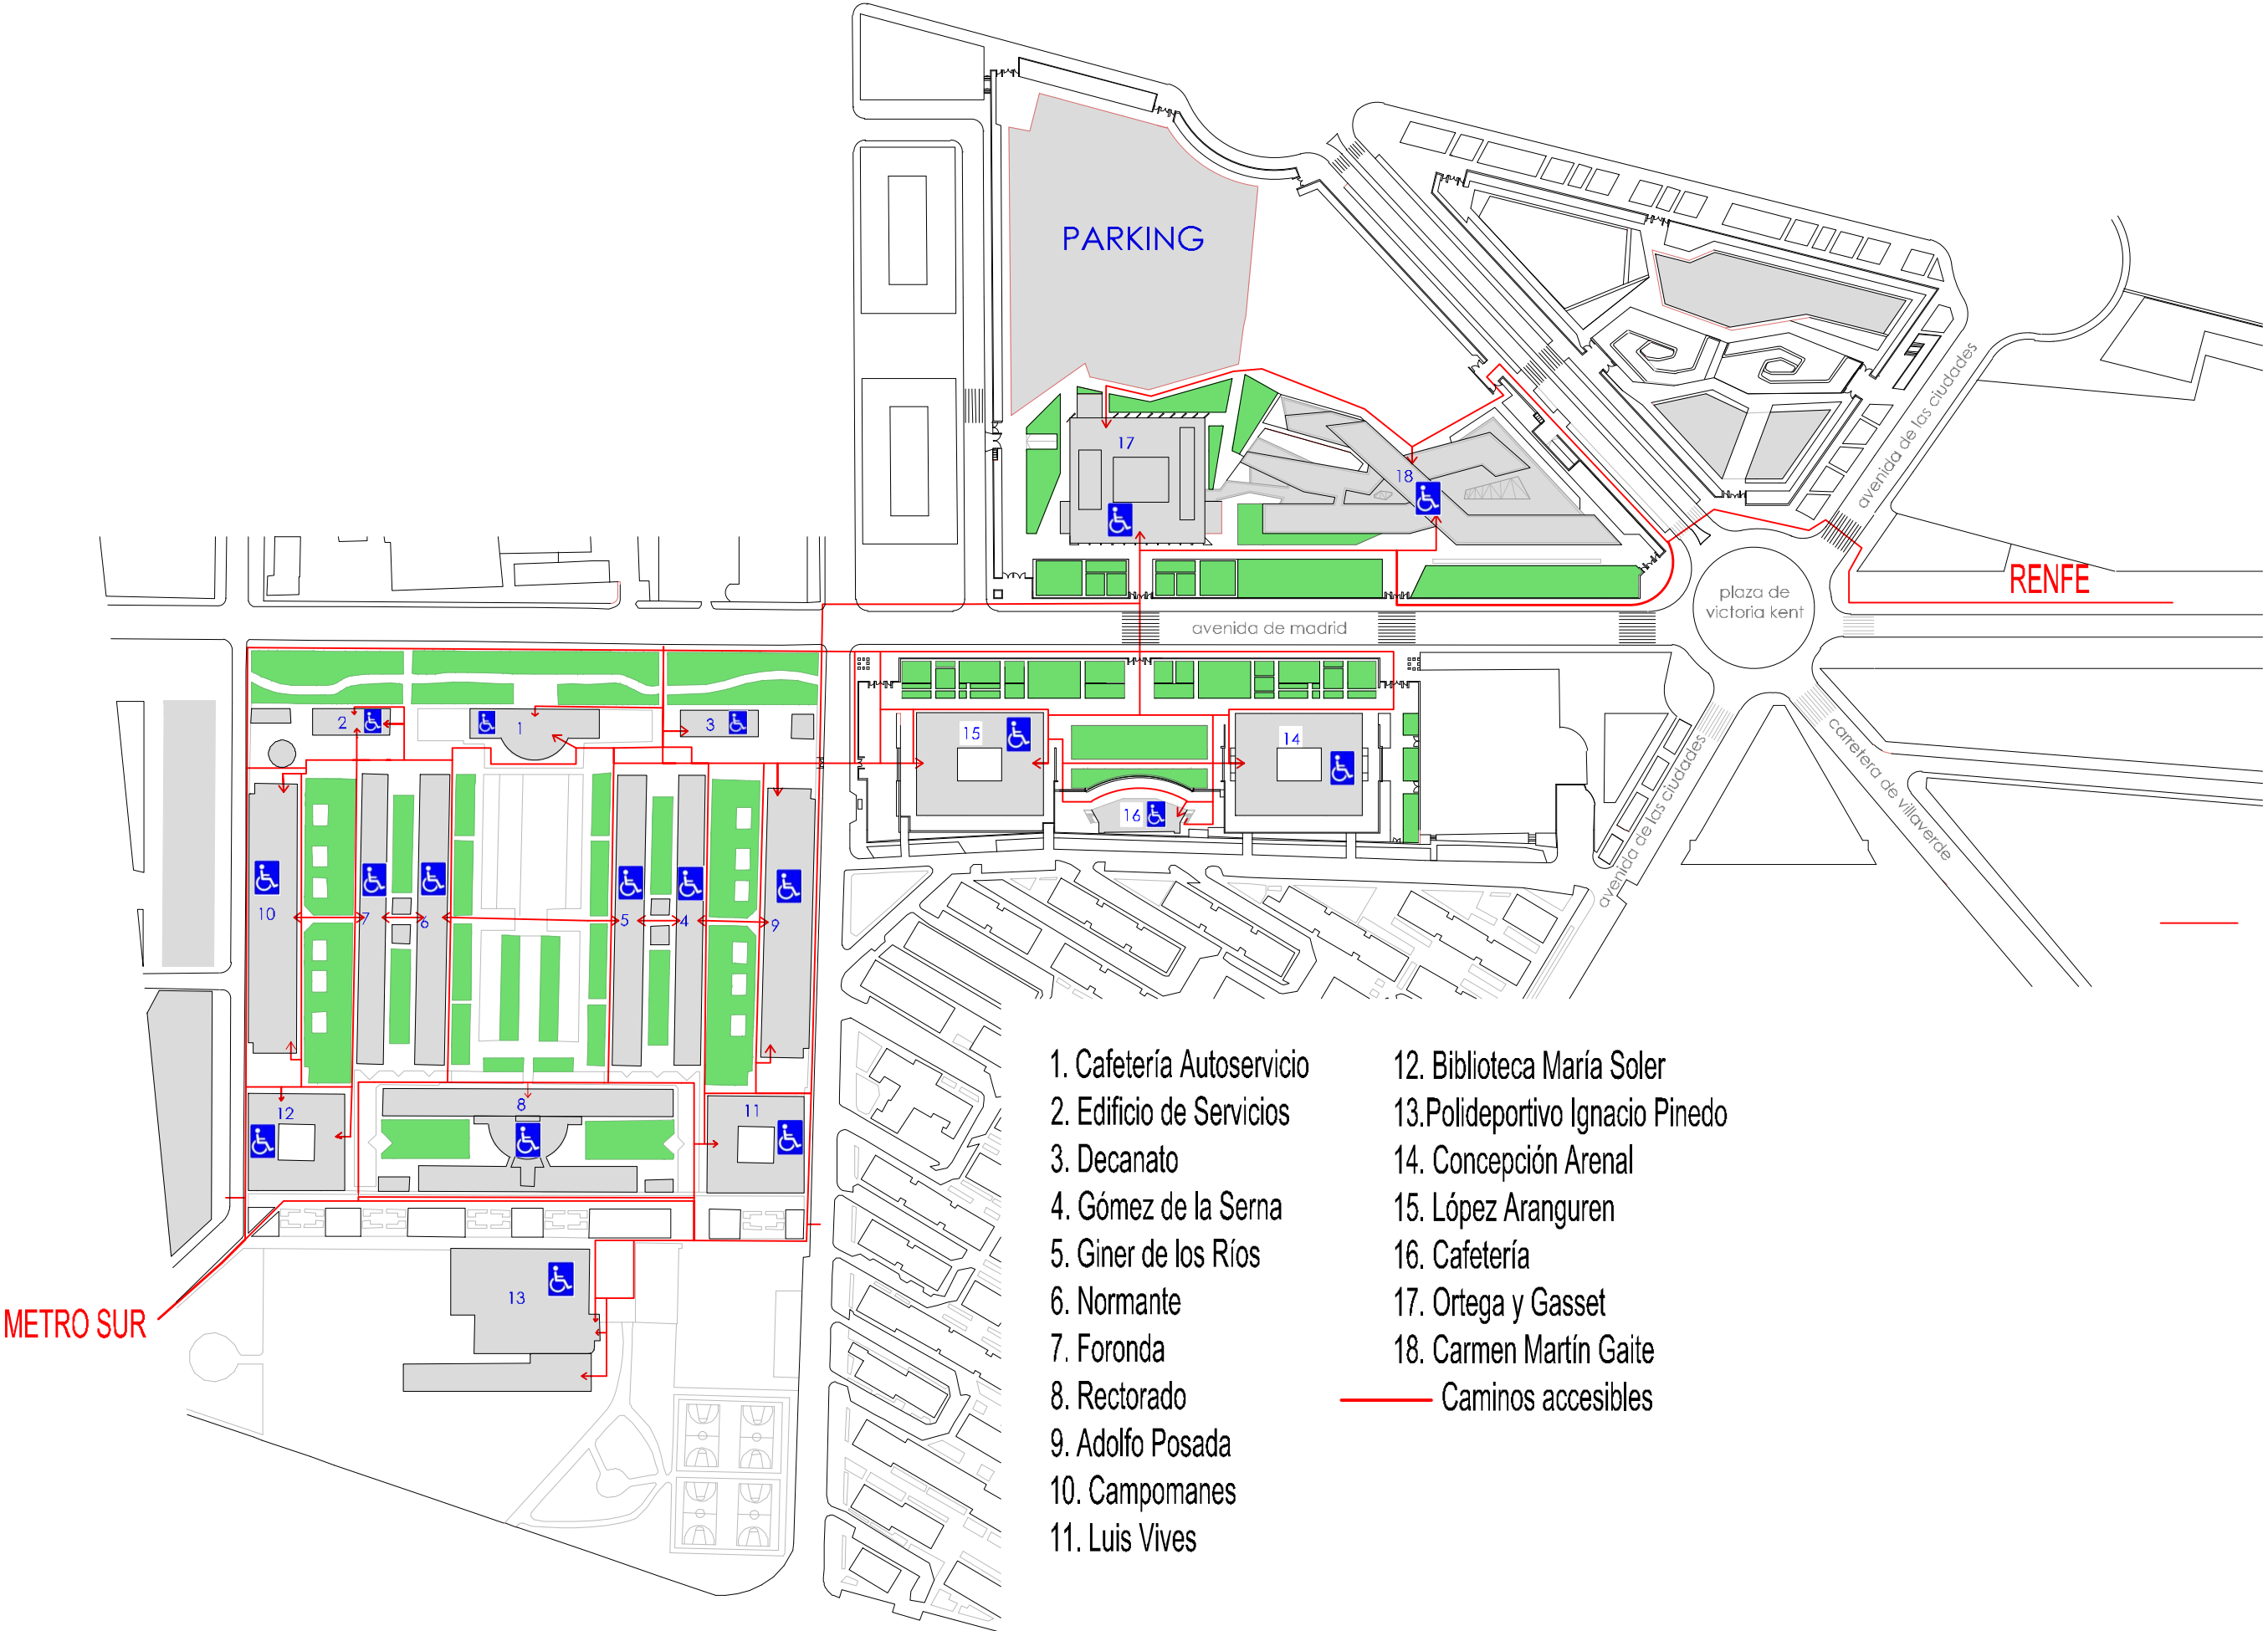 PARKING
17
18
avenida de las ciudades
RENFE
plaza de
victoria kent
avenida de madrid
2
1
3
15
14
16
avenida de las ciudades
carretera de villaverde
10
7
6
5
4
9
8
12
11
13
METRO SUR
1. Cafetería Autoservicio
2. Edificio de Servicios
3. Decanato
4. Gómez de la Serna
5. Giner de los Ríos
6. Normante
7. Foronda
8. Rectorado
9. Adolfo Posada
10. Campomanes
11. Luis Vives
12. Biblioteca María Soler
13.Polideportivo Ignacio Pinedo
14. Concepción Arenal
15. López Aranguren
16. Cafetería
17. Ortega y Gasset
18. Carmen Martín Gaite
Caminos accesibles